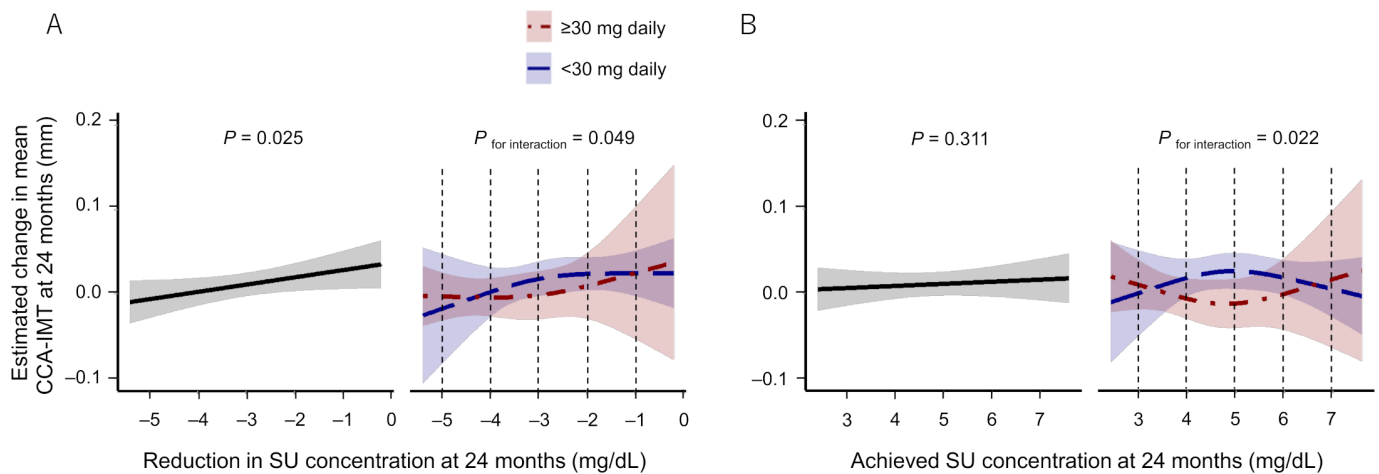 A
B
≥30 mg daily
<30 mg daily
Estimated change in mean
CCA-IMT at 24 months (mm)
0.2
0.1
0.0
–0.1
P = 0.025
P for interaction = 0.049
–5 –4 –3 –2 –1 0
–5 –4 –3 –2 –1 0
Reduction in SU concentration at 24 months (mg/dL)
0.2
0.1
0.0
–0.1
P = 0.311
P for interaction = 0.022
3 4 5 6 7
3 4 5 6 7
Achieved SU concentration at 24 months (mg/dL)